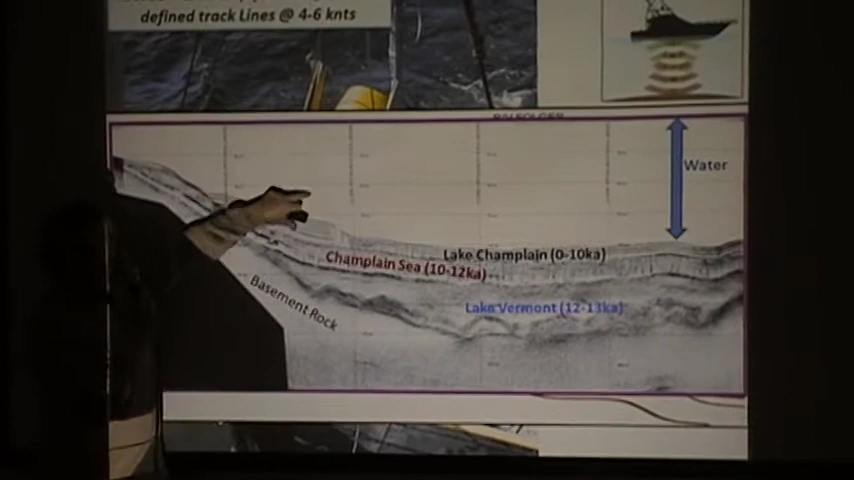 defined track Lines @ 4-6 knts
Water
Lake Champlain (0-10ka)
Champlain Sea (10-12ka)
Basement Rock
Lake Vermont (12-13ka)